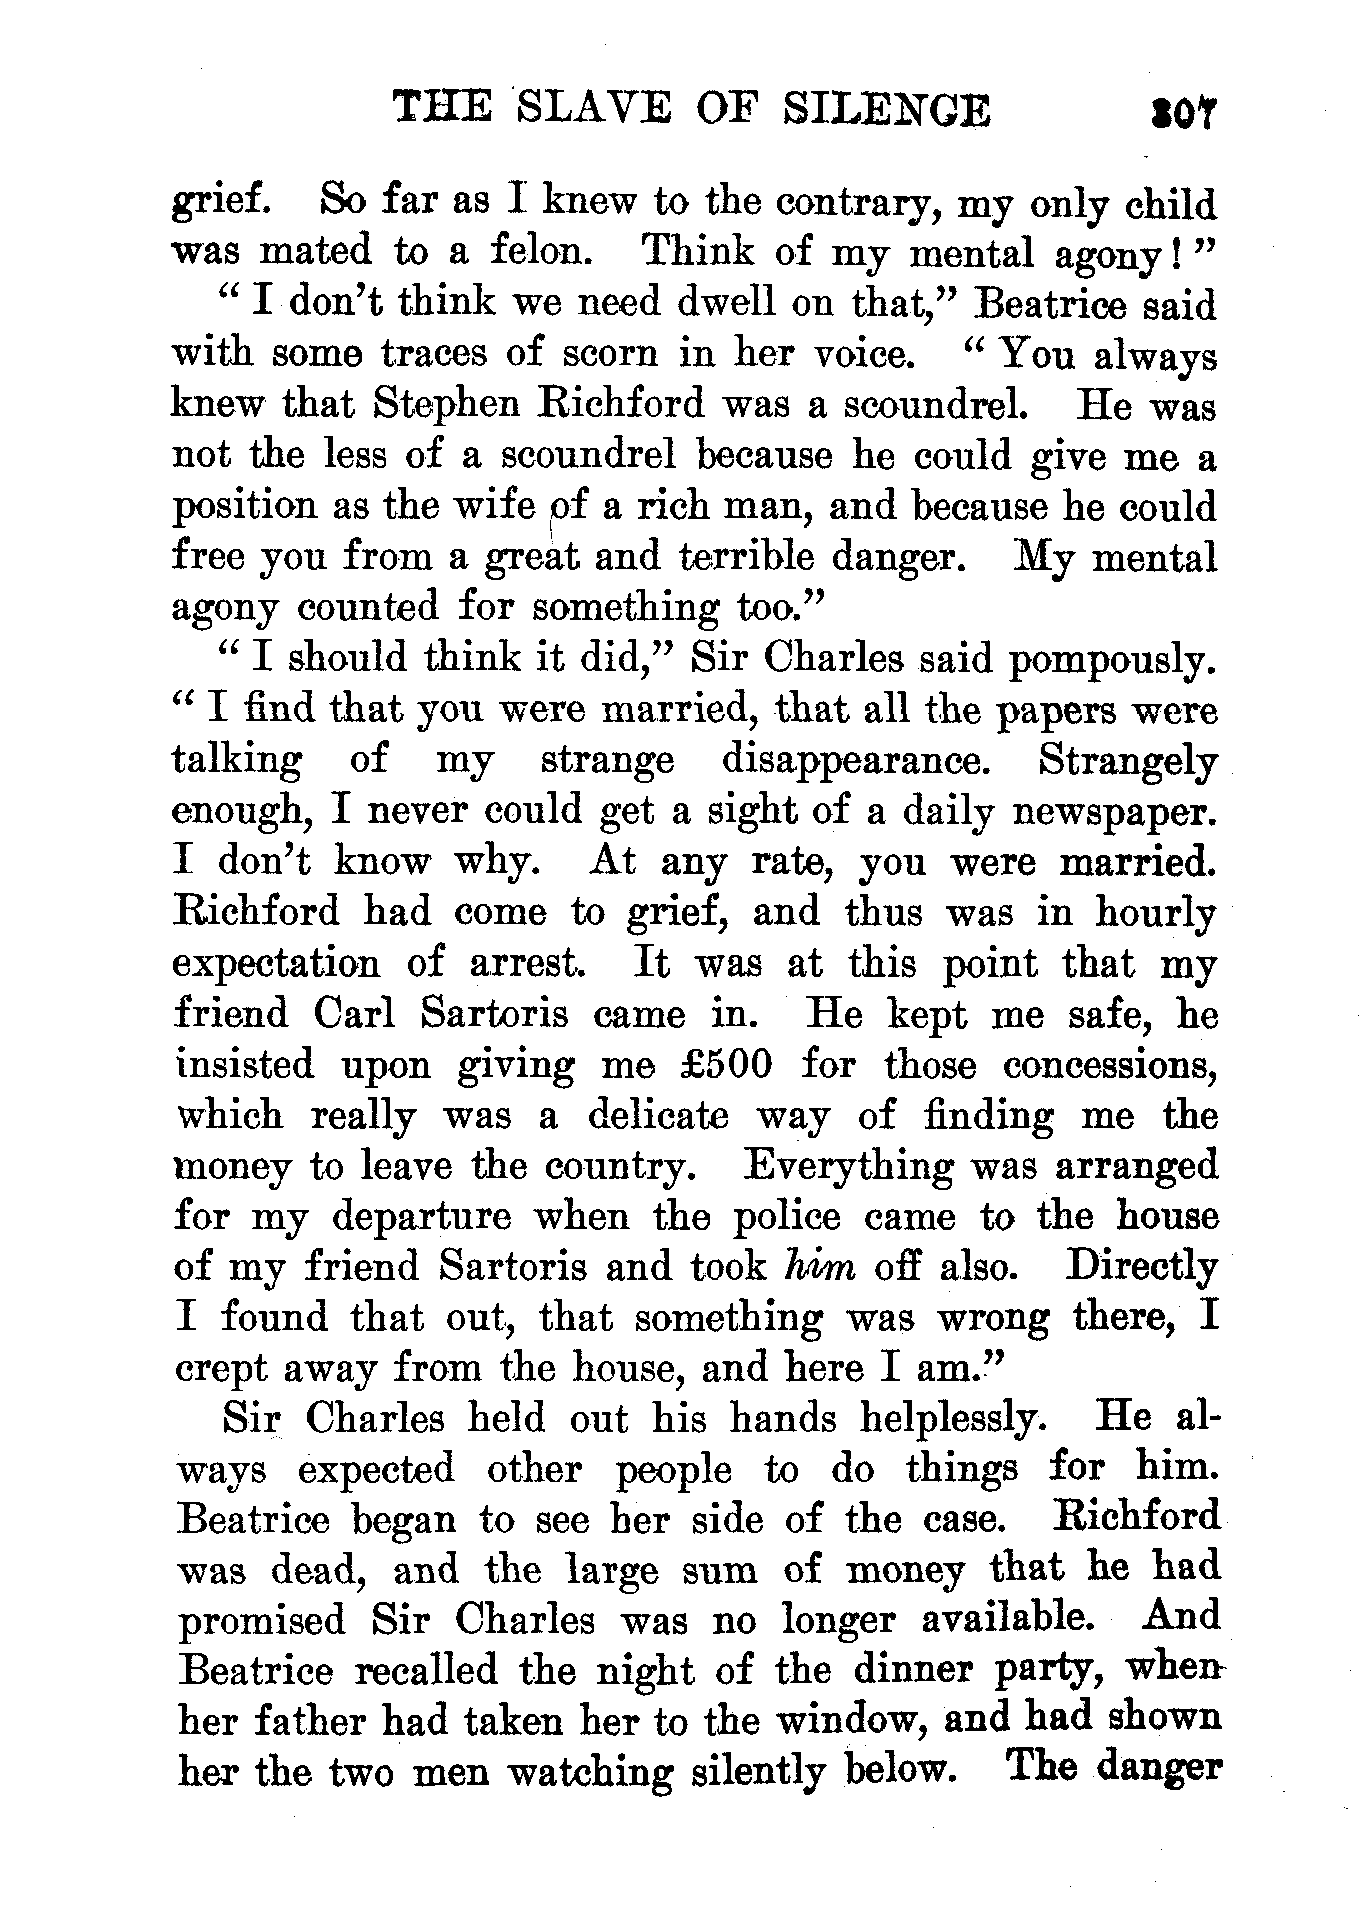 THE SLAVE OF SILENCE 307
grief. So far as I knew to the contrary, my only child
was mated to a felon. Think of my mental agony!"
"I don't think we need dwell on that," Beatrice said
with some traces of scorn in her voice. "You always
knew that Stephen Richford was a scoundrel. He was
not the less of a scoundrel because he could give me a
position as the wife of a rich man, and because he could
free you from a great and terrible danger. My mental
agony counted for something too."
"I should think it did," Sir Charles said pompously.
"I find that you were married, that all the papers were
talking of my strange disappearance. Strangely
enough, I never could get a sight of a daily newspaper.
I don't know why. At any rate, you were married.
Richford had come to grief, and thus was in hourly
expectation of arrest. It was at this point that my
friend Carl Sartoris came in. He kept me safe, he
insisted upon giving me £500 for those concessions,
which really was a delicate way of finding me the
money to leave the country. Everything was arranged
for my departure when the police came to the house
of my friend Sartoris and took him off also. Directly
I found that out, that something was wrong there, I
crept away from the house, and here I am."
Sir Charles held out his hands helplessly. He al-
ways expected other people to do things for him.
Beatrice began to see her side of the case. Richford
was dead, and the large sum of money that he had
promised Sir Charles was no longer available. And
Beatrice recalled the night of the dinner party, when
her father had taken her to the window, and had shown
her the two men watching silently below. The danger